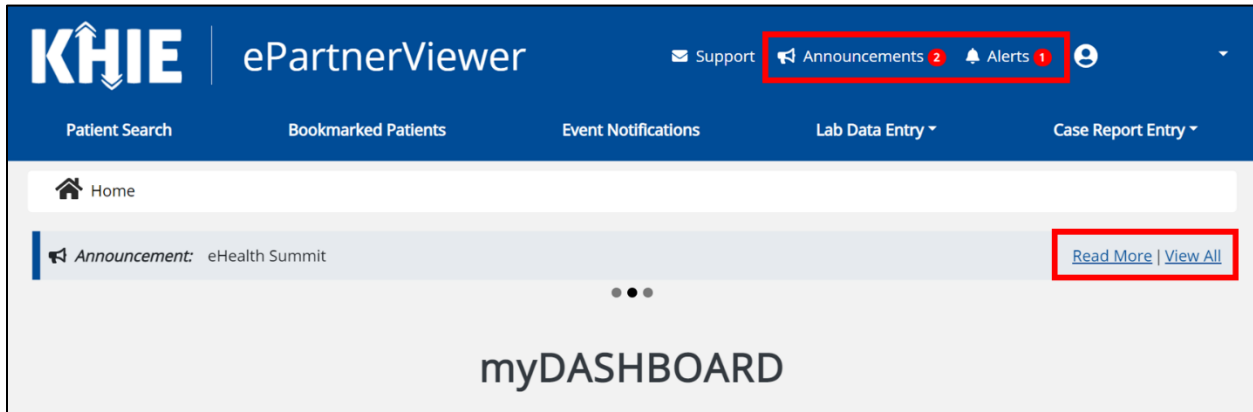 KHIE ePartnerViewer Support Announcements 2 Alerts 1
Patient Search Bookmarked Patients Event Notifications Lab Data Entry Case Report Entry
Home
Announcement: eHealth Summit Read More | View All
myDASHBOARD